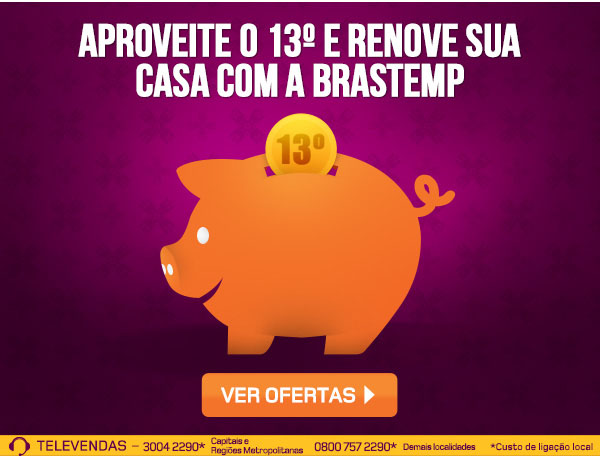 APROVEITE O 13º E RENOVE SUA
CASA COM A BRASTEMP
13º
VER OFERTAS
TELEVENDAS – 3004 2290* Capitais e Regiões Metropolitanas 0800 757 2290* Demais localidades *Custo de ligação local